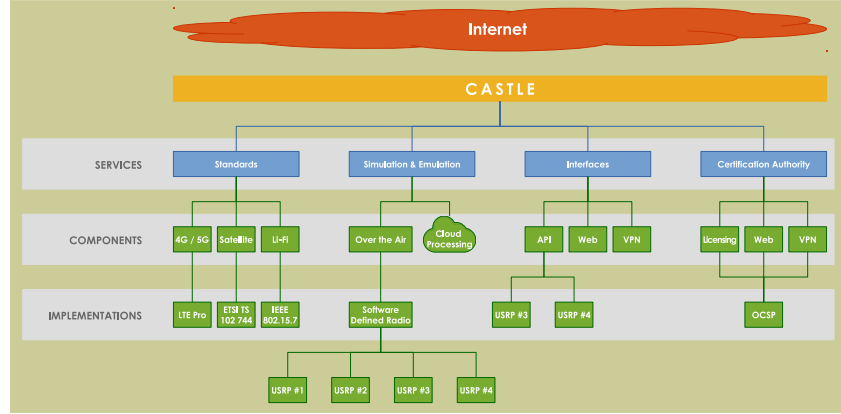 Internet
CASTLE
SERVICES
Standards
Simulation & Emulation
Interfaces
Certification Authority
COMPONENTS
4G / 5G
Satellite
Li-Fi
Over the Air
Cloud
Processing
API
Web
VPN
Licensing
Web
VPN
IMPLEMENTATIONS
LTE Pro
ETSI TS
102 744
IEEE
802.15.7
Software
Defined Radio
USRP #3
USRP #4
OCSP
USRP #1
USRP #2
USRP #3
USRP #4